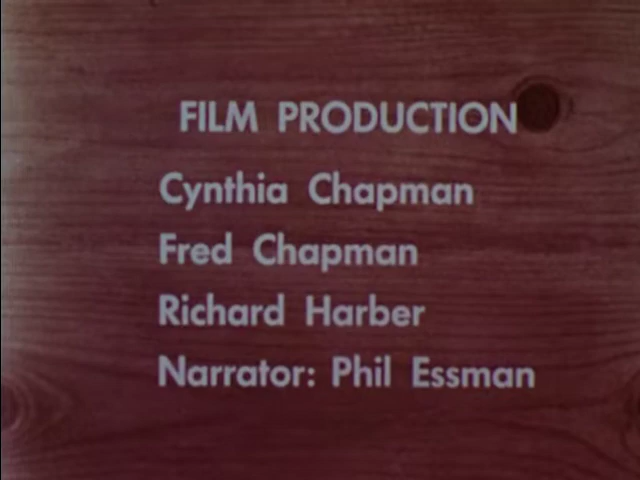 FILM PRODUCTION
Cynthia Chapman
Fred Chapman
Richard Harber
Narrator: Phil Essman